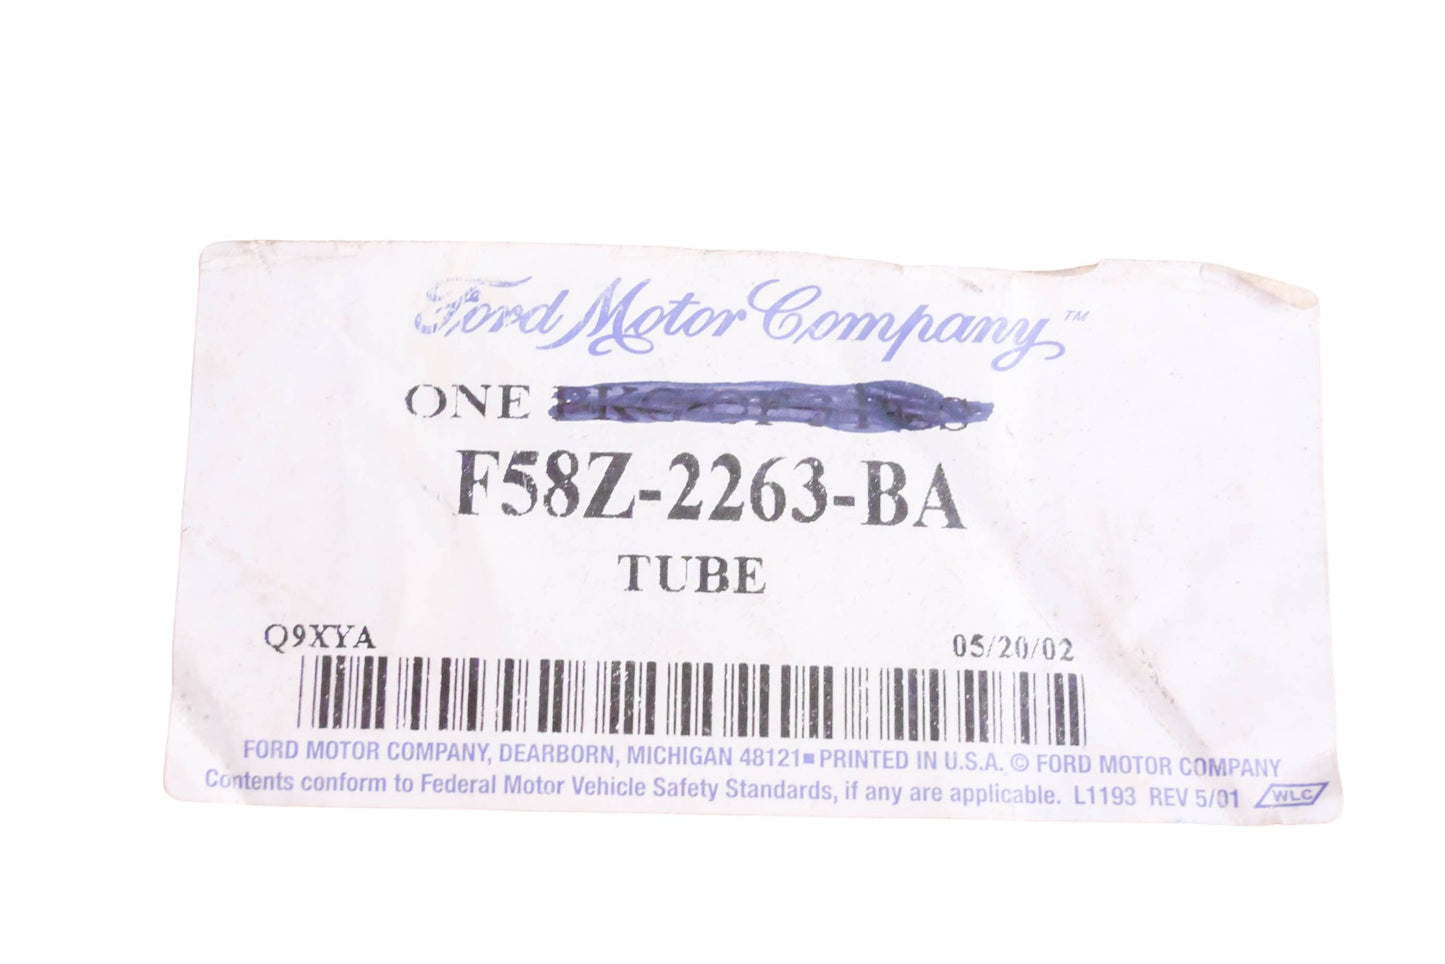 Ford Motor Company™
ONE
F58Z-2263-BA
TUBE
Q9XYA 05/20/02
FORD MOTOR COMPANY, DEARBORN, MICHIGAN 48121■PRINTED IN U.S.A. © FORD MOTOR COMPANY
Contents conform to Federal Motor Vehicle Safety Standards, if any are applicable. L1193 REV 5/01 WLC